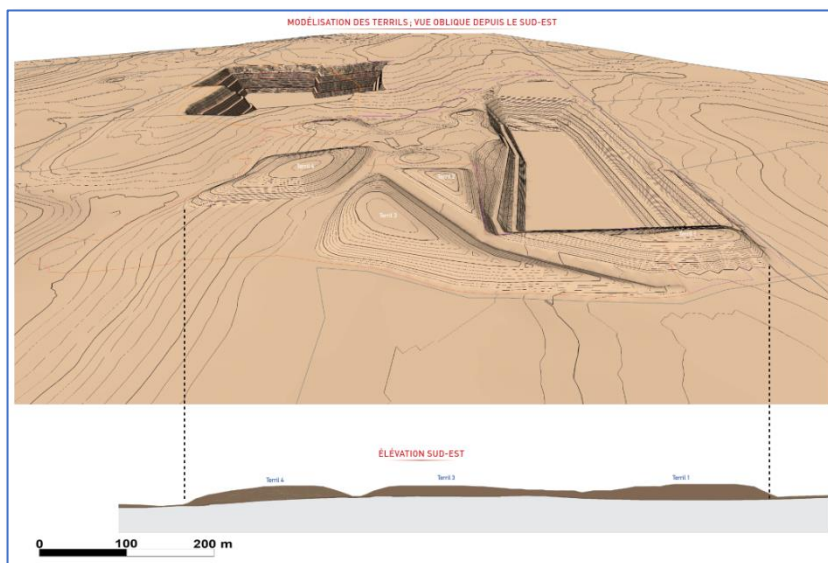 MODÉLISATION DES TERRILS ; VUE OBLIQUE DEPUIS LE SUD-EST
Terril 4
Terril 2
Terril 3
ÉLÉVATION SUD-EST
Terril 4
Terril 3
Terril 1
0
100
200 m